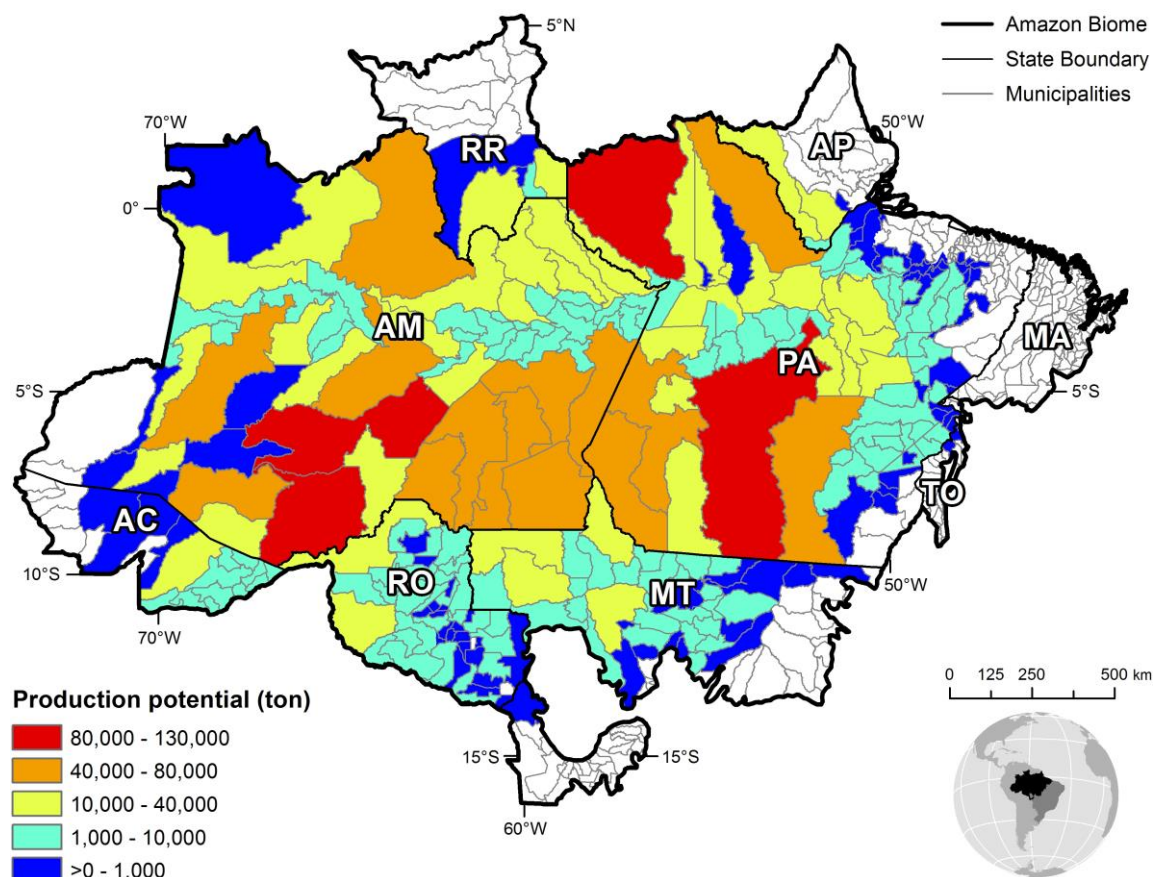 5°N
Amazon Biome
State Boundary
Municipalities
70°W
50°W
RR
AP
0°
AM
PA
MA
5°S
5°S
AC
TO
10°S
RO
MT
50°W
70°W
0 125 250 500 km
Production potential (ton)
80,000 - 130,000
40,000 - 80,000
10,000 - 40,000
1,000 - 10,000
>0 - 1,000
15°S
15°S
60°W